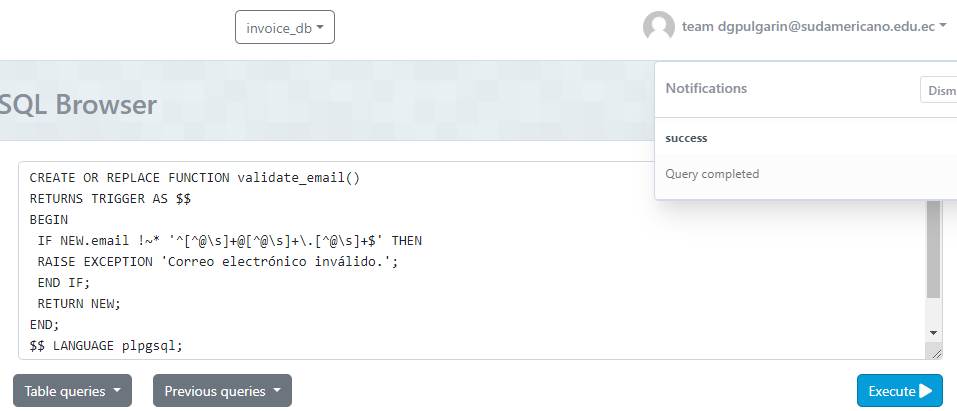 invoice_db
team dgpulgarin@sudamericano.edu.ec
SQL Browser
Notifications
success
Query completed
CREATE OR REPLACE FUNCTION validate_email()
RETURNS TRIGGER AS $$
BEGIN
IF NEW.email !~* '^[^@\s]+@[^@\s]+\.[^@\s]+$' THEN
RAISE EXCEPTION 'Correo electrónico inválido.';
END IF;
RETURN NEW;
END;
$$ LANGUAGE plpgsql;
Table queries
Previous queries
Execute